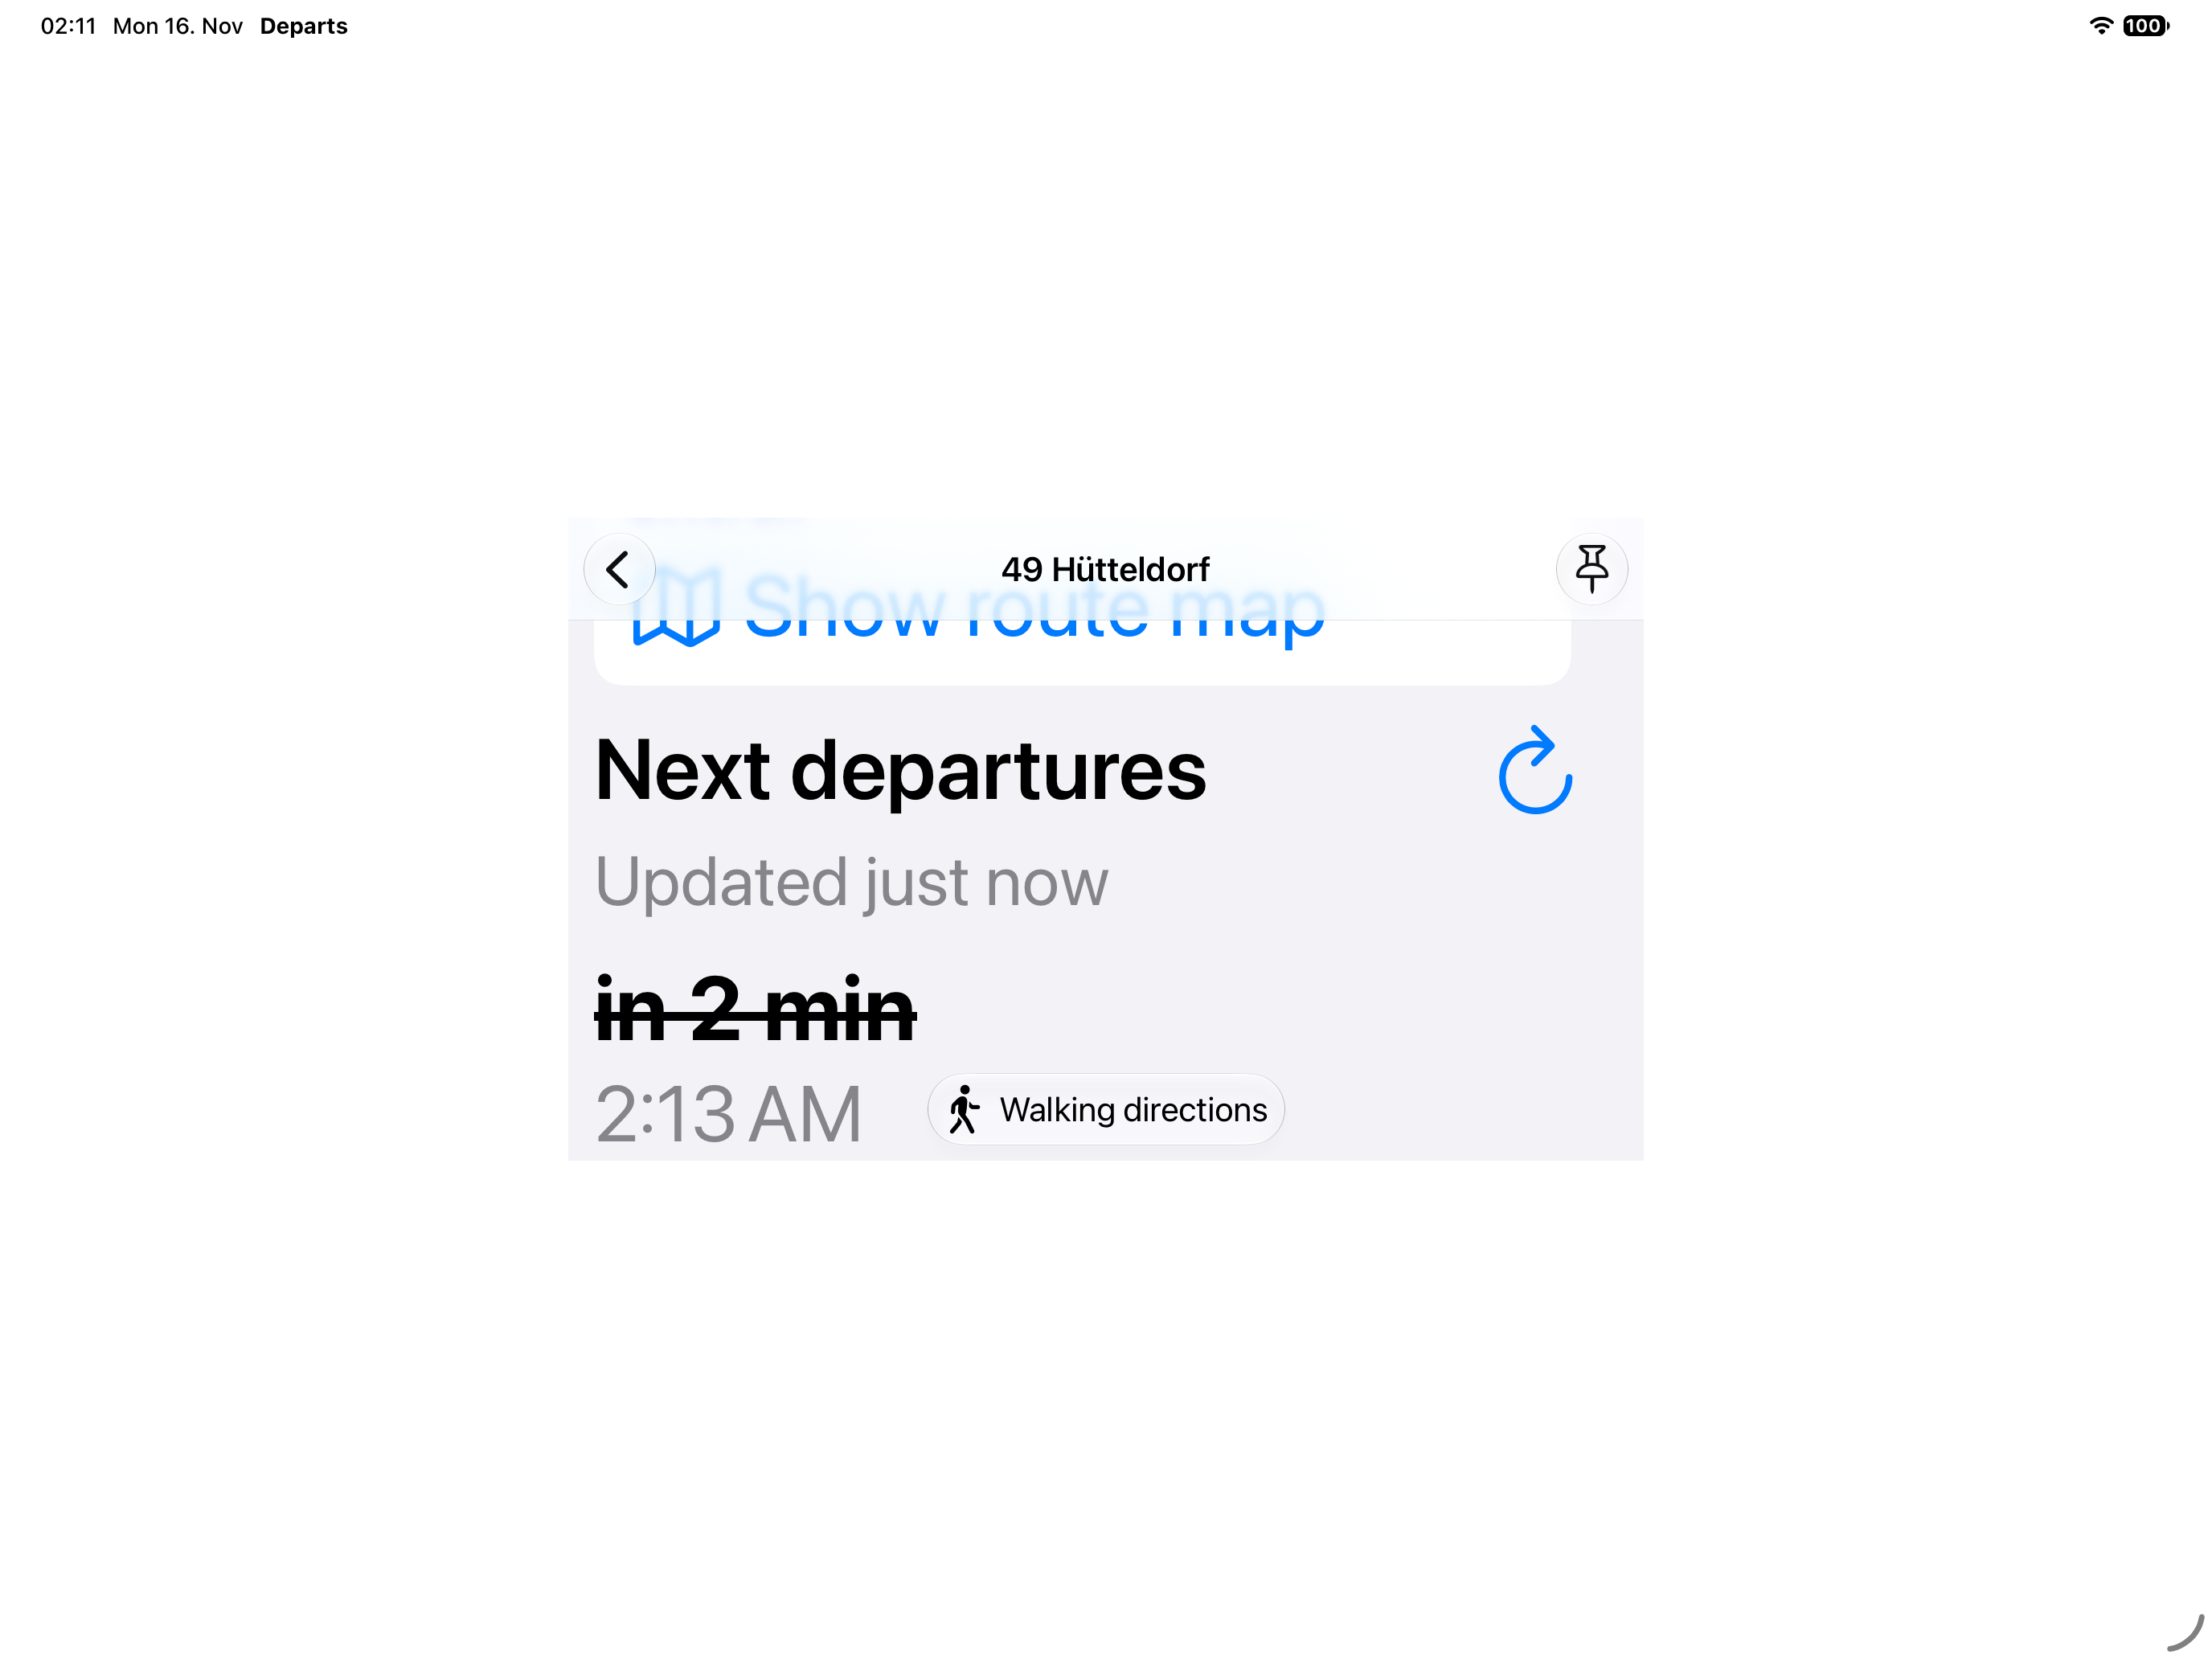 02:11 Mon 16. Nov Departs
100
49 Hütteldorf
Show route map
Next departures
Updated just now
in 2 min
2:13 AM
Walking directions